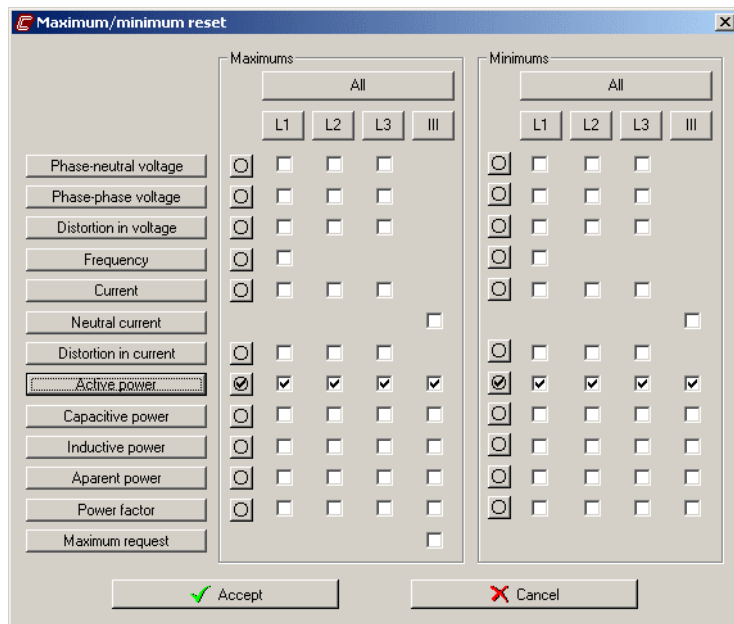 Maximum/minimum reset
Maximums Minimums
All All
L1 L2 L3 III L1 L2 L3 III
Phase-neutral voltage
Phase-phase voltage
Distortion in voltage
Frequency
Current
Neutral current
Distortion in current
Active power
Capacitive power
Inductive power
Aparent power
Power factor
Maximum request
Accept Cancel